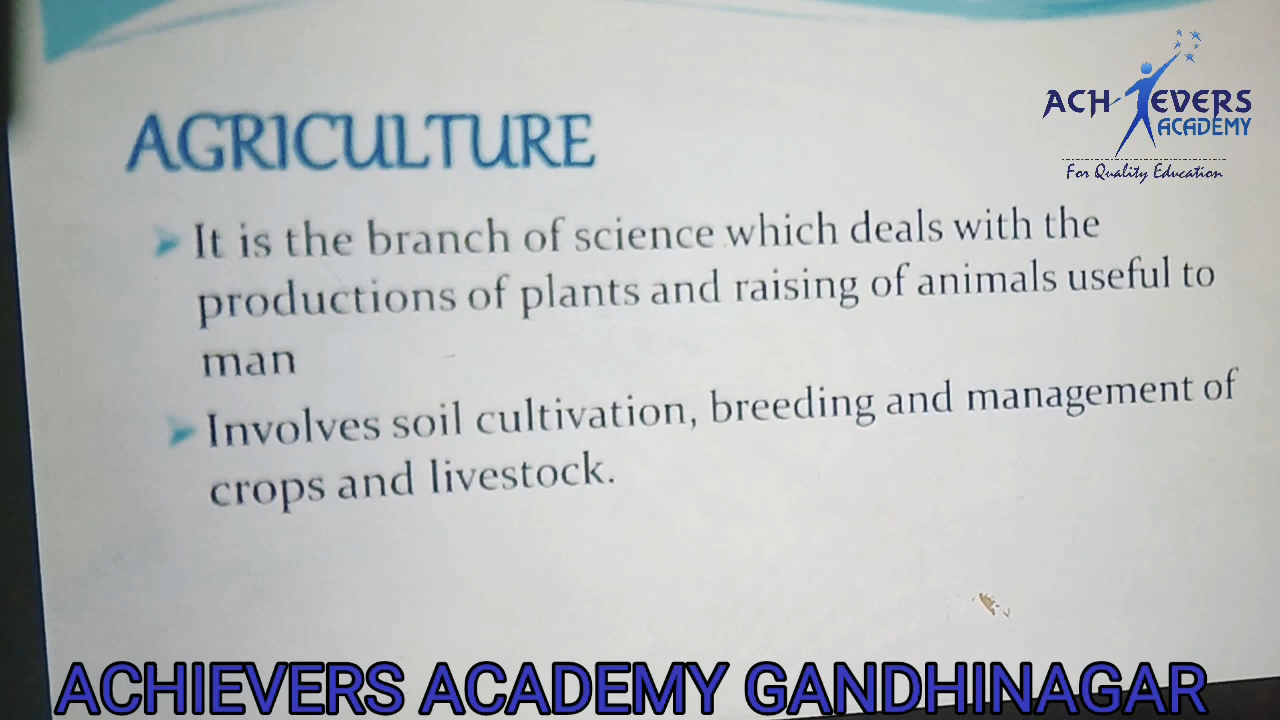 ACHIEVERS
ACADEMY
For Quality Education
AGRICULTURE
It is the branch of science which deals with the
productions of plants and raising of animals useful to
man
Involves soil cultivation, breeding and management of
crops and livestock.
ACHIEVERS ACADEMY GANDHINAGAR